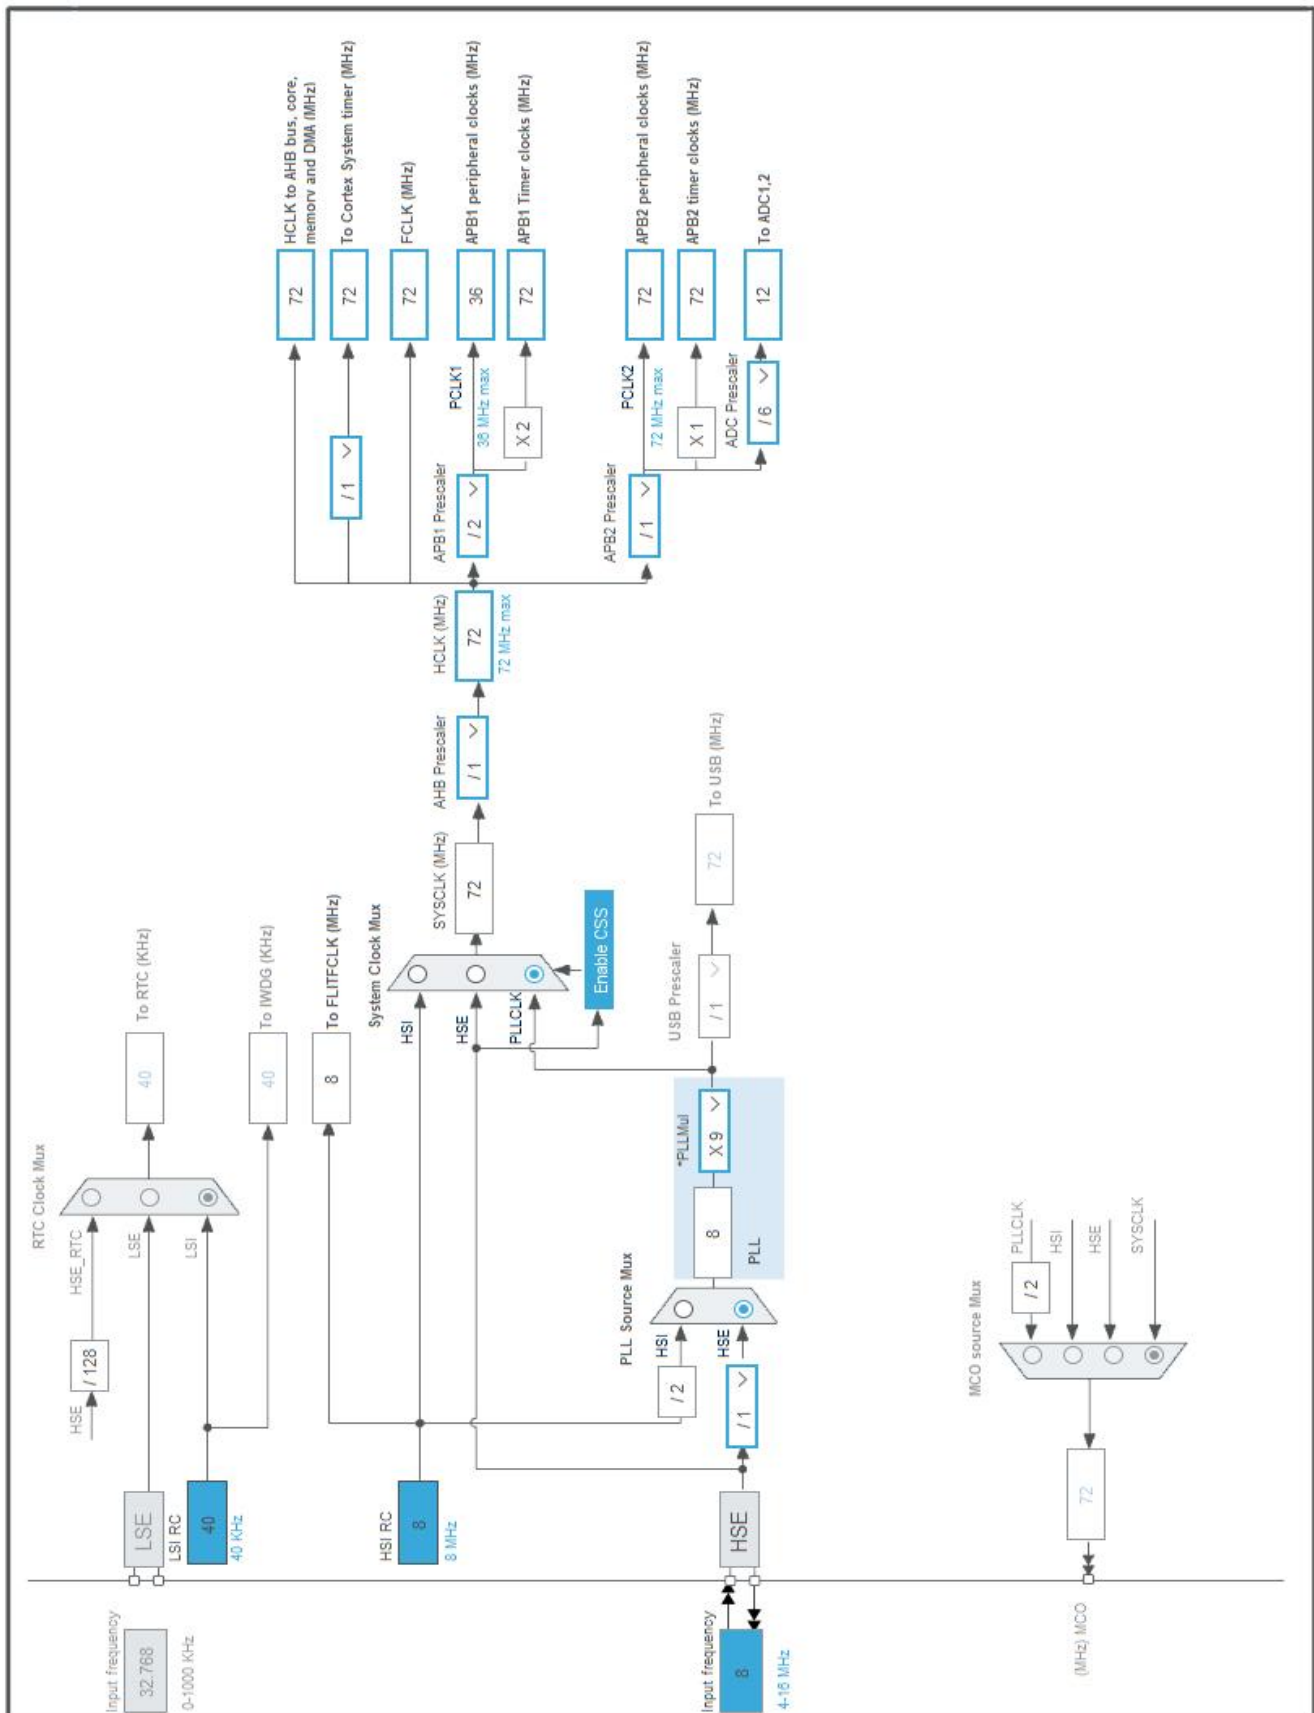 Input frequency
32.768
0-1000 KHz
LSE
LSI RC
40
40 KHz
HSE
/ 128
HSE_RTC
LSE
LSI
RTC Clock Mux
40
To RTC (KHz)
40
To IWDG (KHz)
HSI RC
8
8 MHz
8
To FLITFCLK (MHz)
System Clock Mux
HSI
HSE
PLLCLK
Enable CSS
SYSCLK (MHz)
72
AHB Prescaler
/ 1
HCLK (MHz)
72
72 MHz max
72
HCLK to AHB bus, core,
memory and DMA (MHz)
/ 1
72
To Cortex System timer (MHz)
72
FCLK (MHz)
APB1 Prescaler
/ 2
PCLK1
36 MHz max
36
APB1 peripheral clocks (MHz)
X 2
72
APB1 Timer clocks (MHz)
APB2 Prescaler
/ 1
PCLK2
72 MHz max
72
APB2 peripheral clocks (MHz)
X 1
72
APB2 timer clocks (MHz)
ADC Prescaler
/ 6
12
To ADC1,2
Input frequency
8
4-16 MHz
HSE
PLL Source Mux
/ 2
HSI
/ 1
HSE
8
PLL
*PLLMul
X 9
USB Prescaler
/ 1
72
To USB (MHz)
MCO source Mux
/ 2
PLLCLK
HSI
HSE
SYSCLK
72
(MHz) MCO